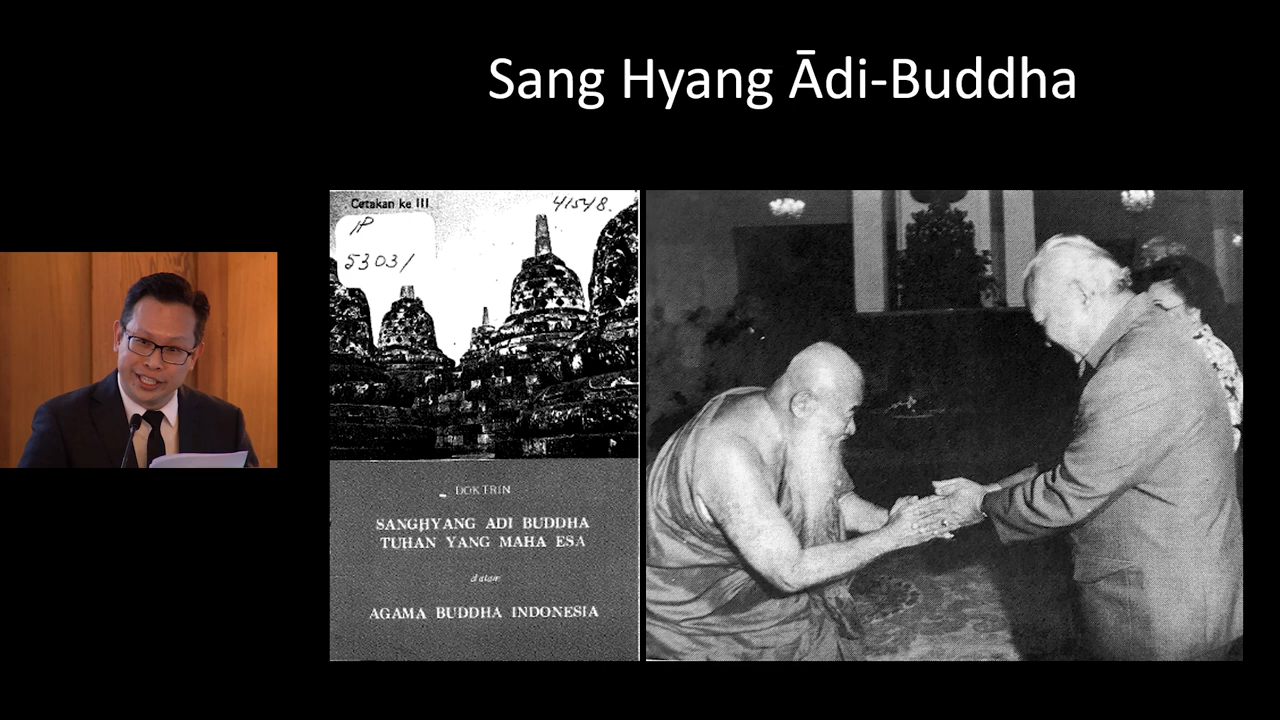 Sang Hyang Ādi-Buddha
Cetakan ke III
41548.
IP
53031
DOKTRIN
SANGHYANG ADI BUDDHA
TUHAN YANG MAHA ESA
dalam
AGAMA BUDDHA INDONESIA